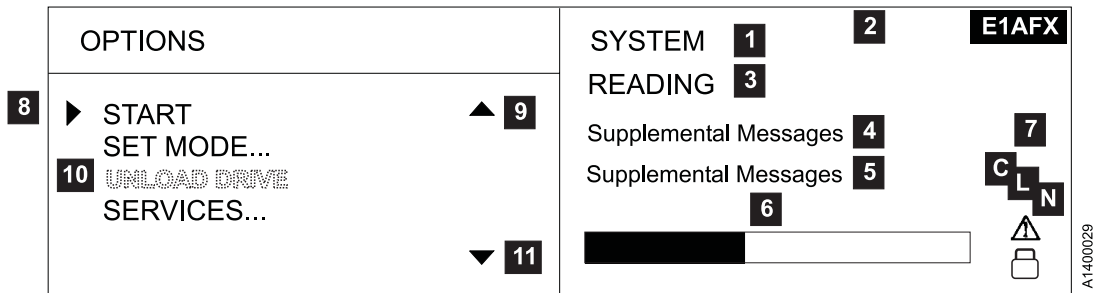 OPTIONS
8 START 9
SET MODE...
10 UNLOAD DRIVE
SERVICES...
11
SYSTEM 1 2 E1AFX
READING 3
Supplemental Messages 4 7
Supplemental Messages 5
C
L
N
6
A1400029